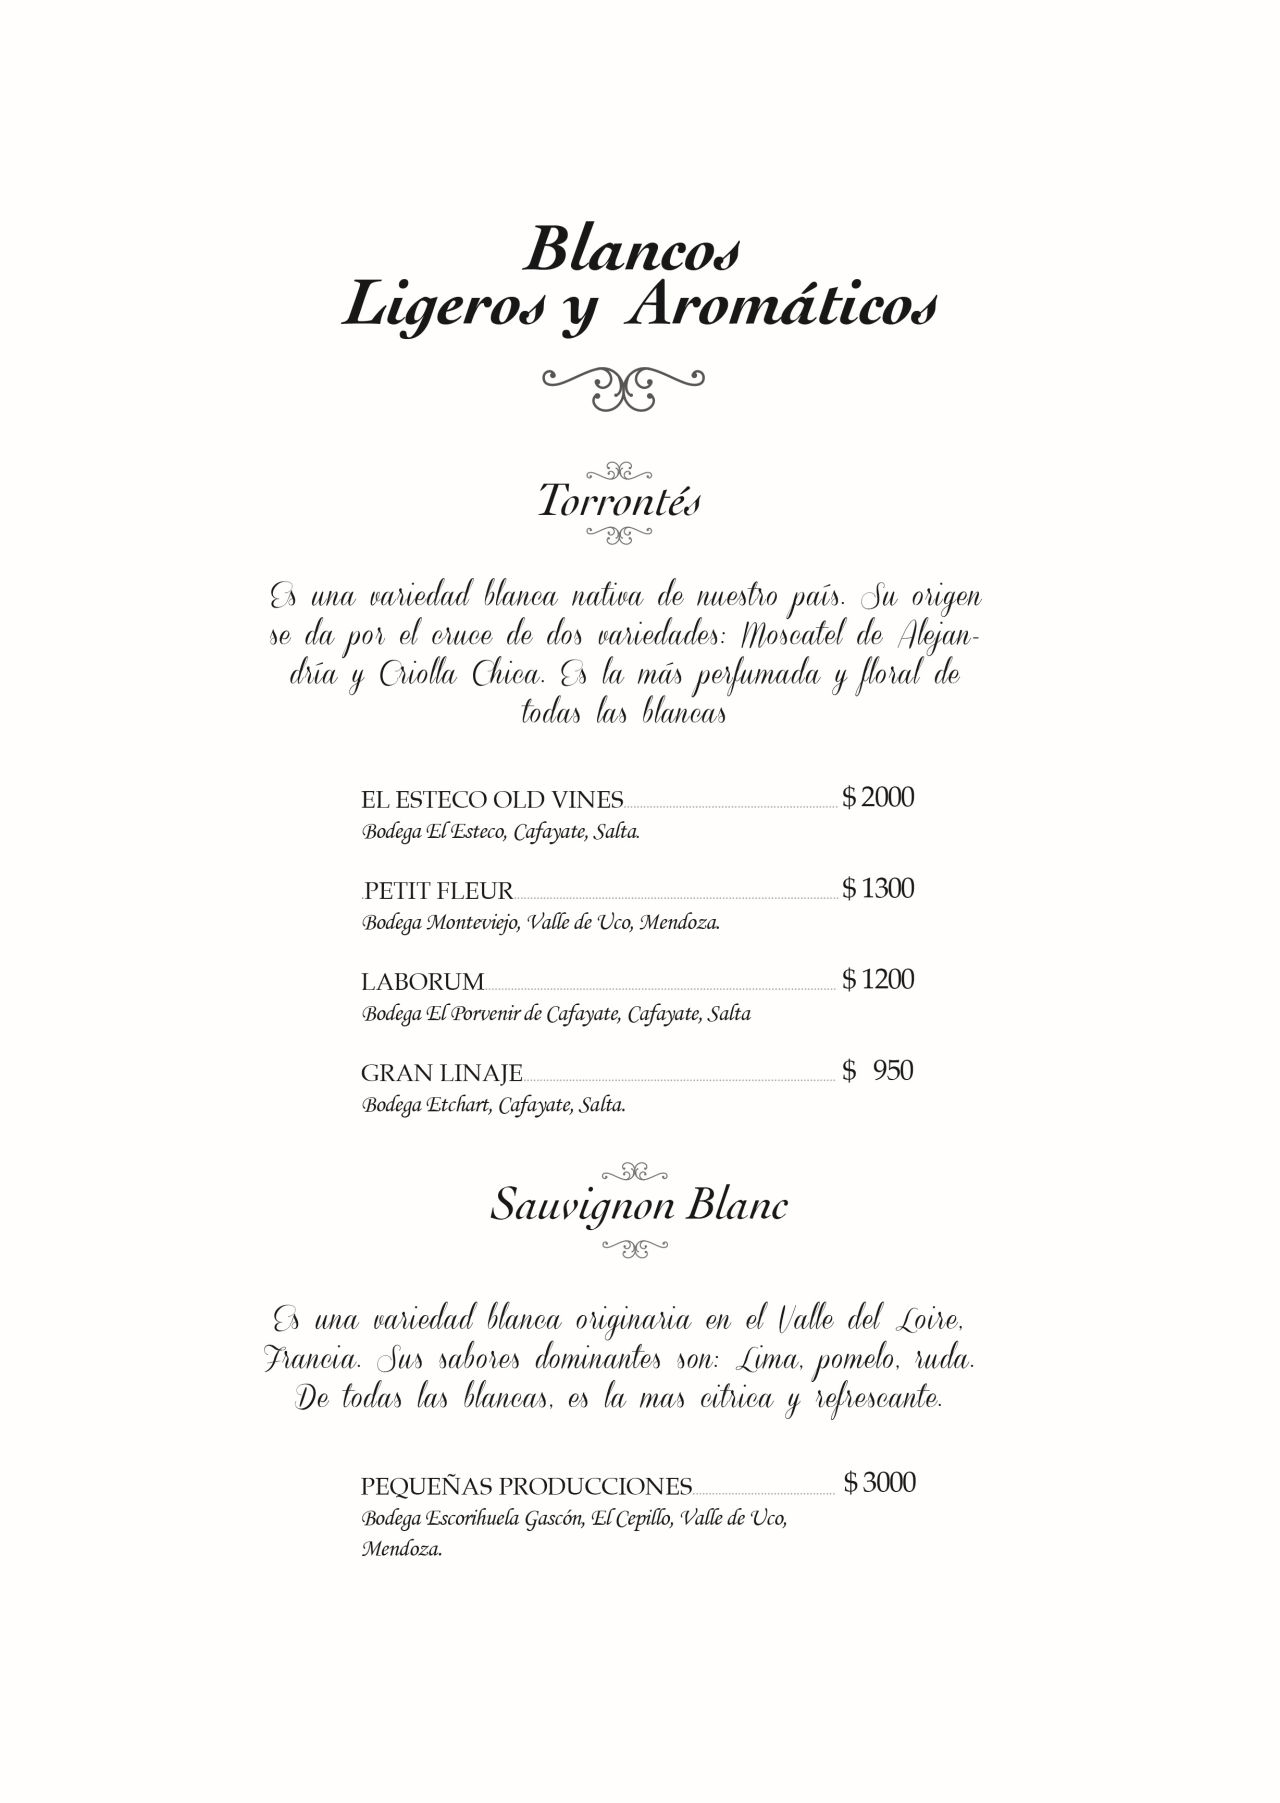 Blancos
Ligeros y Aromáticos
Torrontés
Es una variedad blanca nativa de nuestro país. Su origen
se da por el cruce de dos variedades: Moscatel de Alejan-
dría y Criolla Chica. Es la más perfumada y floral de
todas las blancas
EL ESTECO OLD VINES $ 2000
Bodega El Esteco, Cafayate, Salta.
.PETIT FLEUR $ 1300
Bodega Monteviejo, Valle de Uco, Mendoza.
LABORUM $ 1200
Bodega El Porvenir de Cafayate, Cafayate, Salta
GRAN LINAJE $ 950
Bodega Etchart, Cafayate, Salta.
Sauvignon Blanc
Es una variedad blanca originaria en el Valle del Loire,
Francia. Sus sabores dominantes son: Lima, pomelo, ruda.
De todas las blancas, es la mas citrica y refrescante.
PEQUEÑAS PRODUCCIONES $ 3000
Bodega Escorihuela Gascón, El Cepillo, Valle de Uco,
Mendoza.